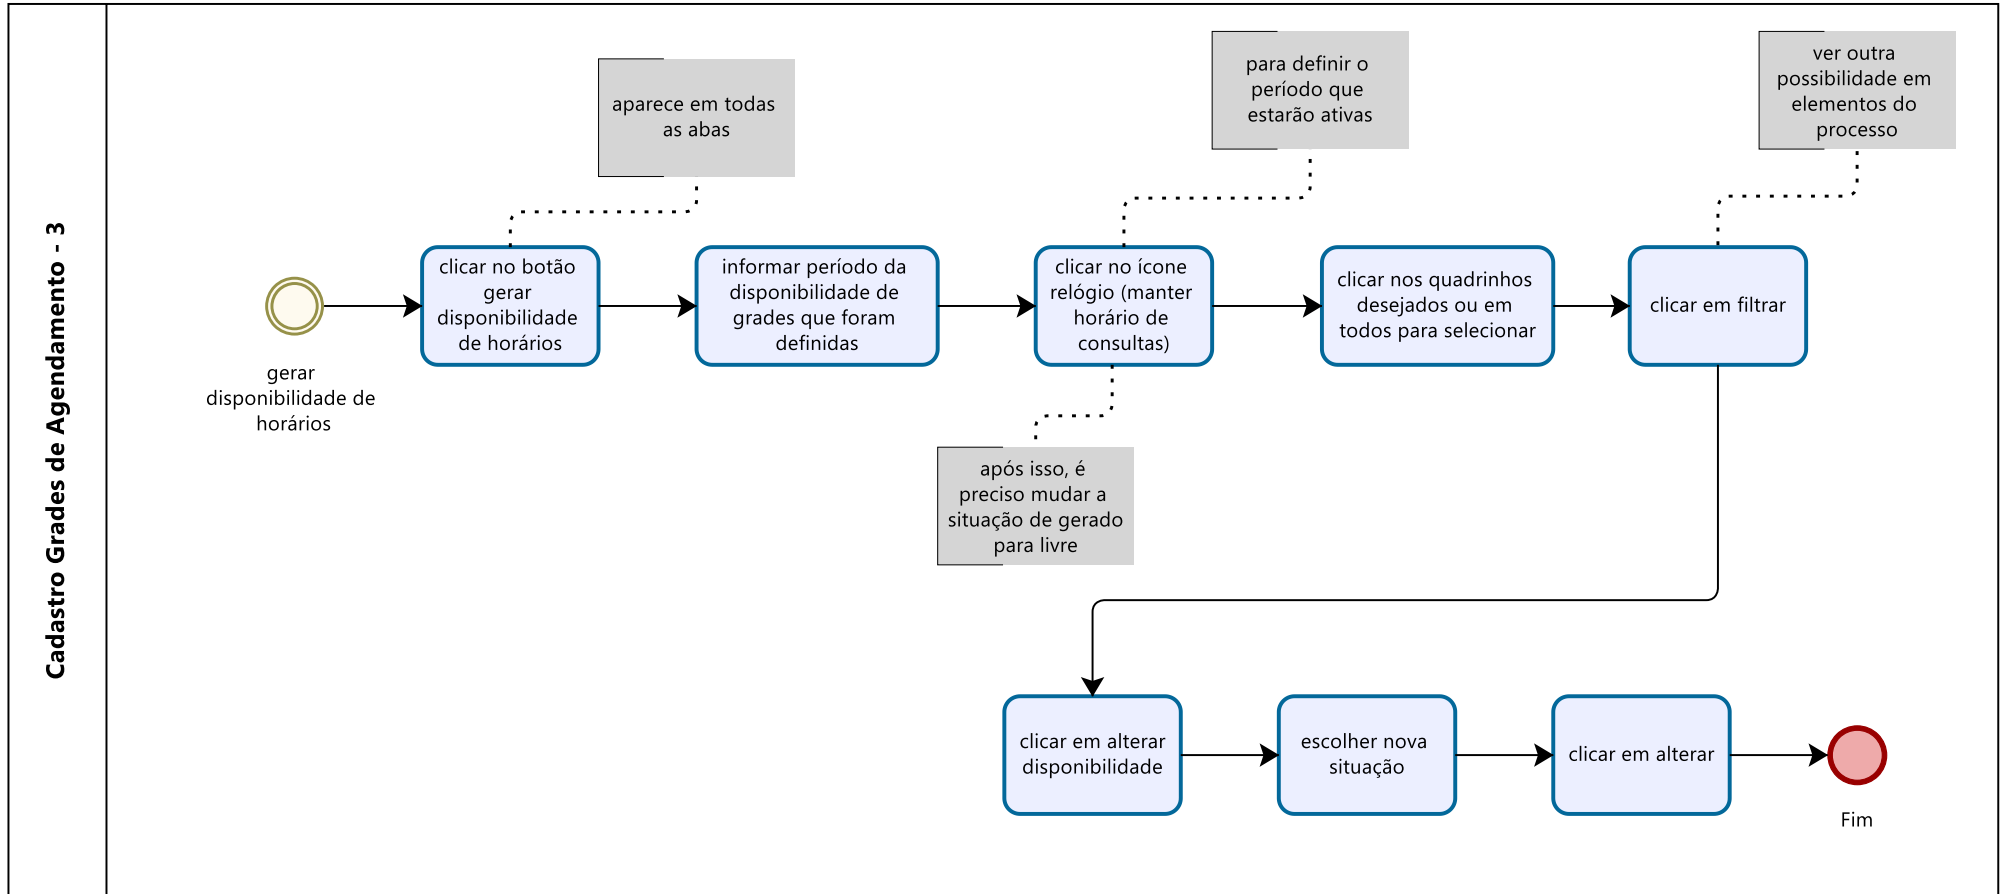 Cadastro Grades de Agendamento - 3
aparece em todas
as abas
para definir o
período que
estarão ativas
ver outra
possibilidade em
elementos do
processo
gerar
disponibilidade de
horários
clicar no botão
gerar
disponibilidade
de horários
informar período da
disponibilidade de
grades que foram
definidas
clicar no ícone
relógio (manter
horário de
consultas)
clicar nos quadrinhos
desejados ou em
todos para selecionar
clicar em filtrar
após isso, é
preciso mudar a
situação de gerado
para livre
clicar em alterar
disponibilidade
escolher nova
situação
clicar em alterar
Fim